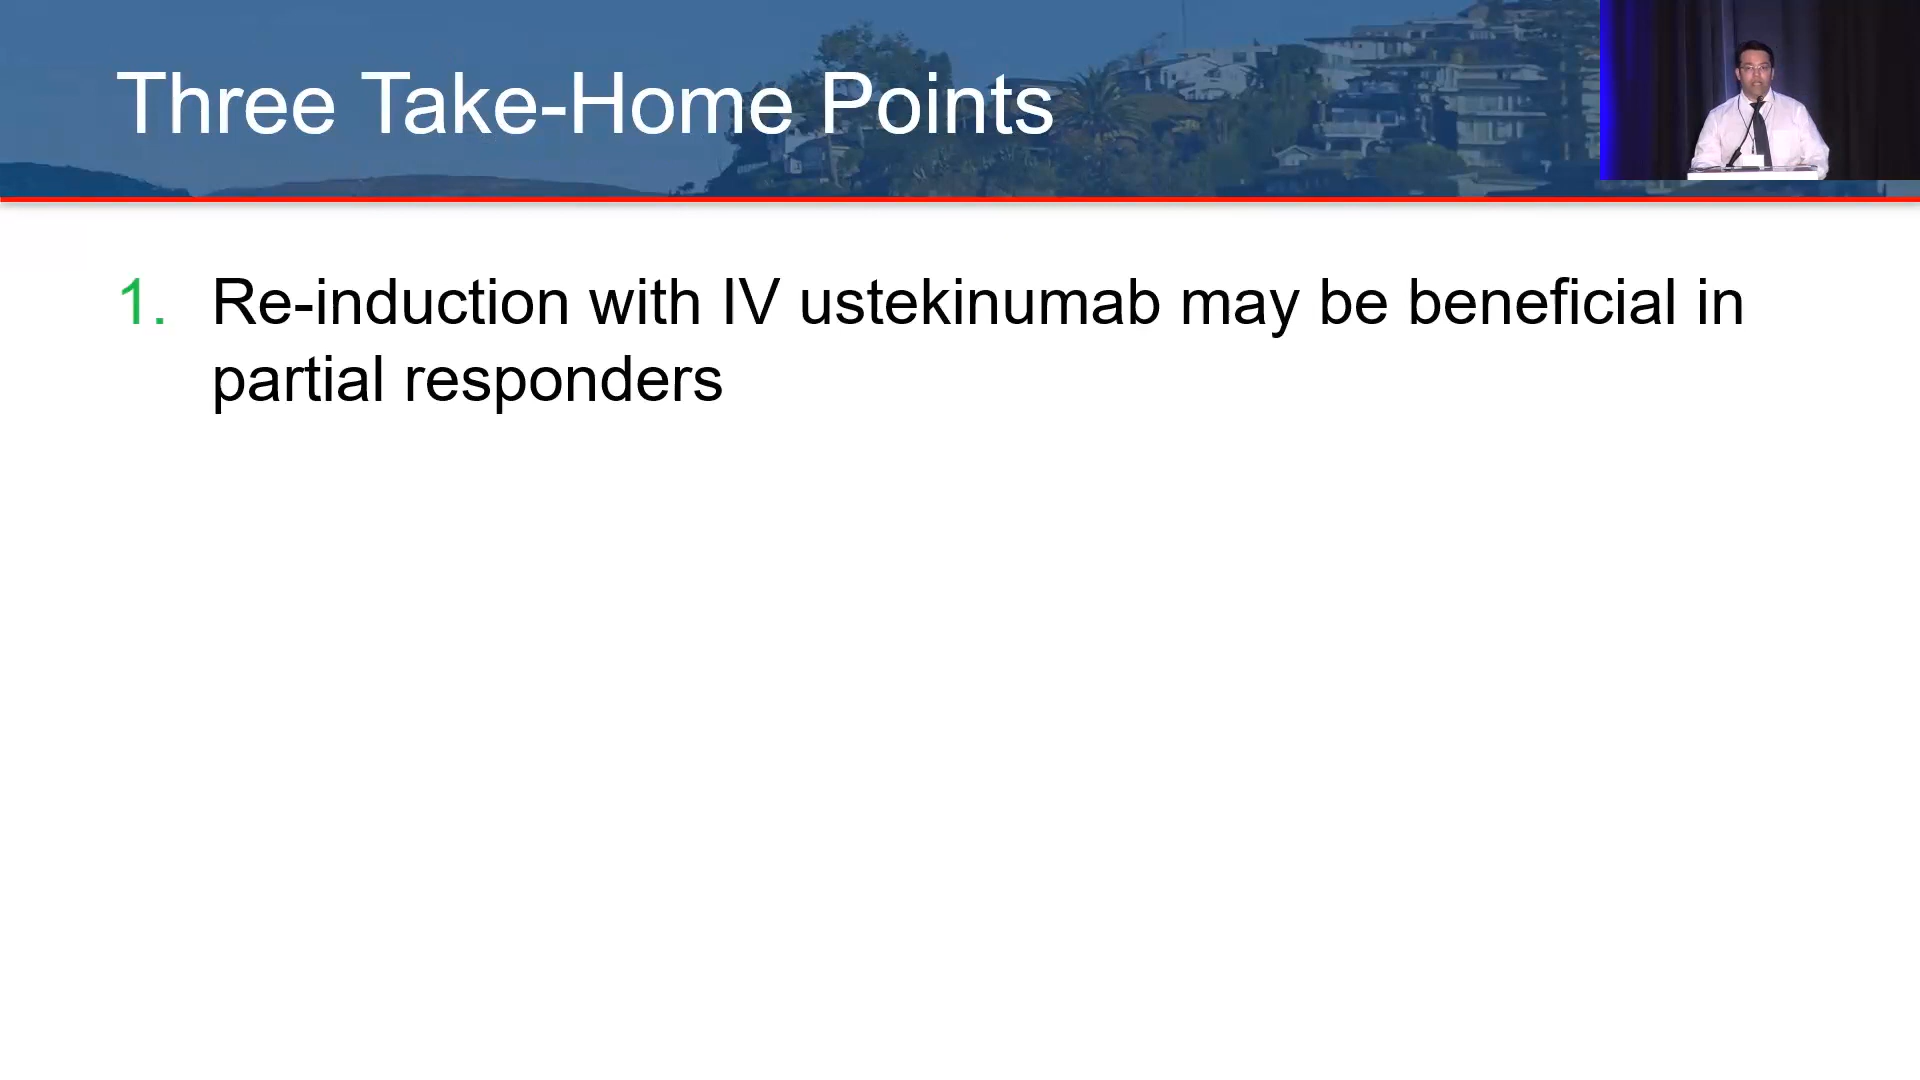 Three Take-Home Points
1. Re-induction with IV ustekinumab may be beneficial in
partial responders